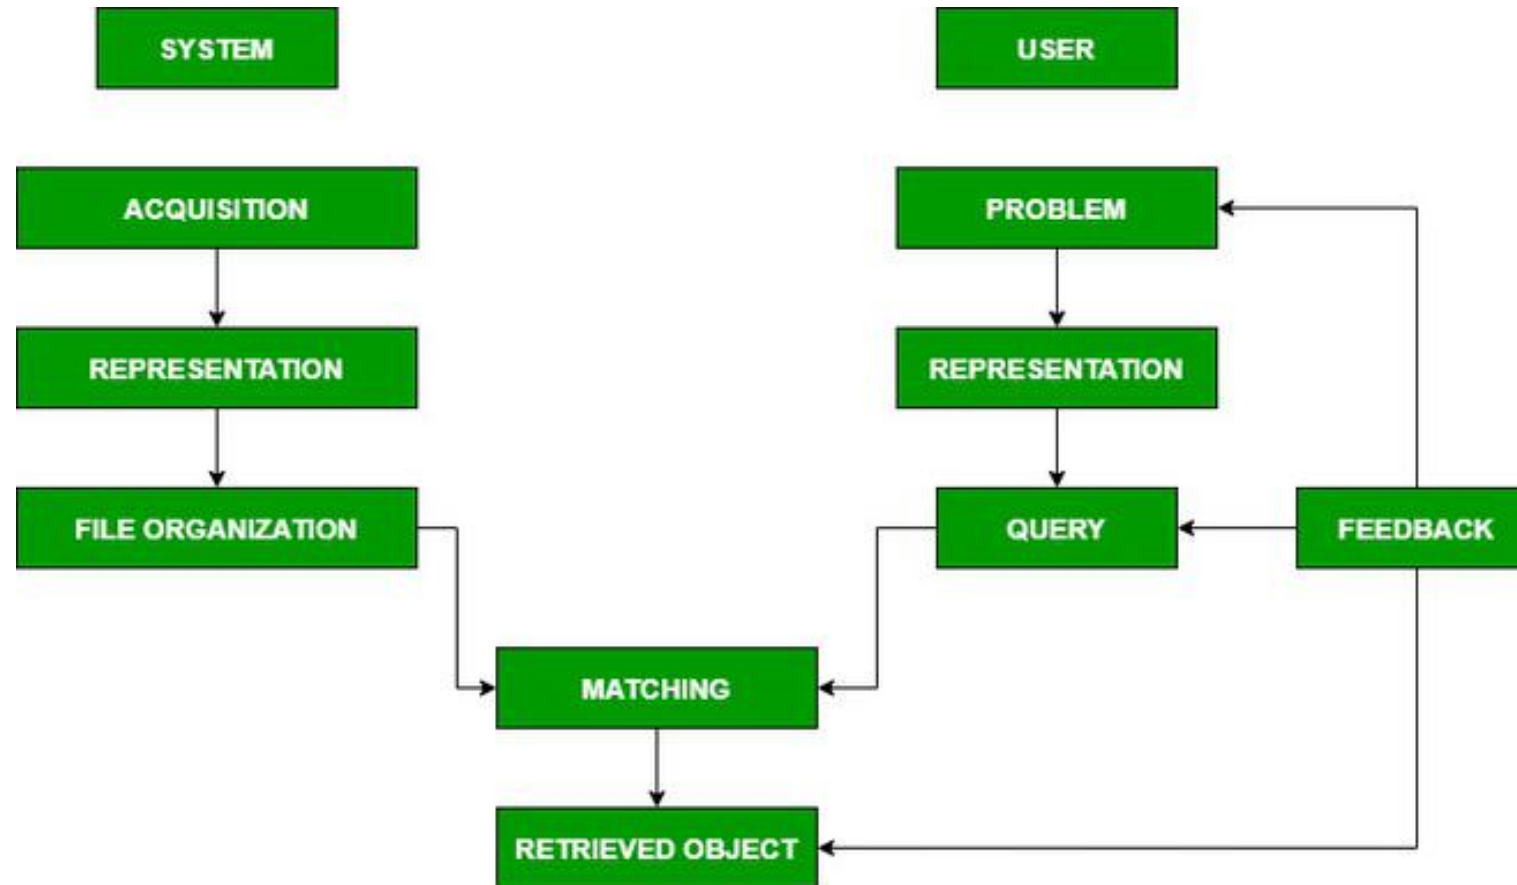 SYSTEM
USER
ACQUISITION
PROBLEM
REPRESENTATION
REPRESENTATION
FILE ORGANIZATION
QUERY
FEEDBACK
MATCHING
RETRIEVED OBJECT